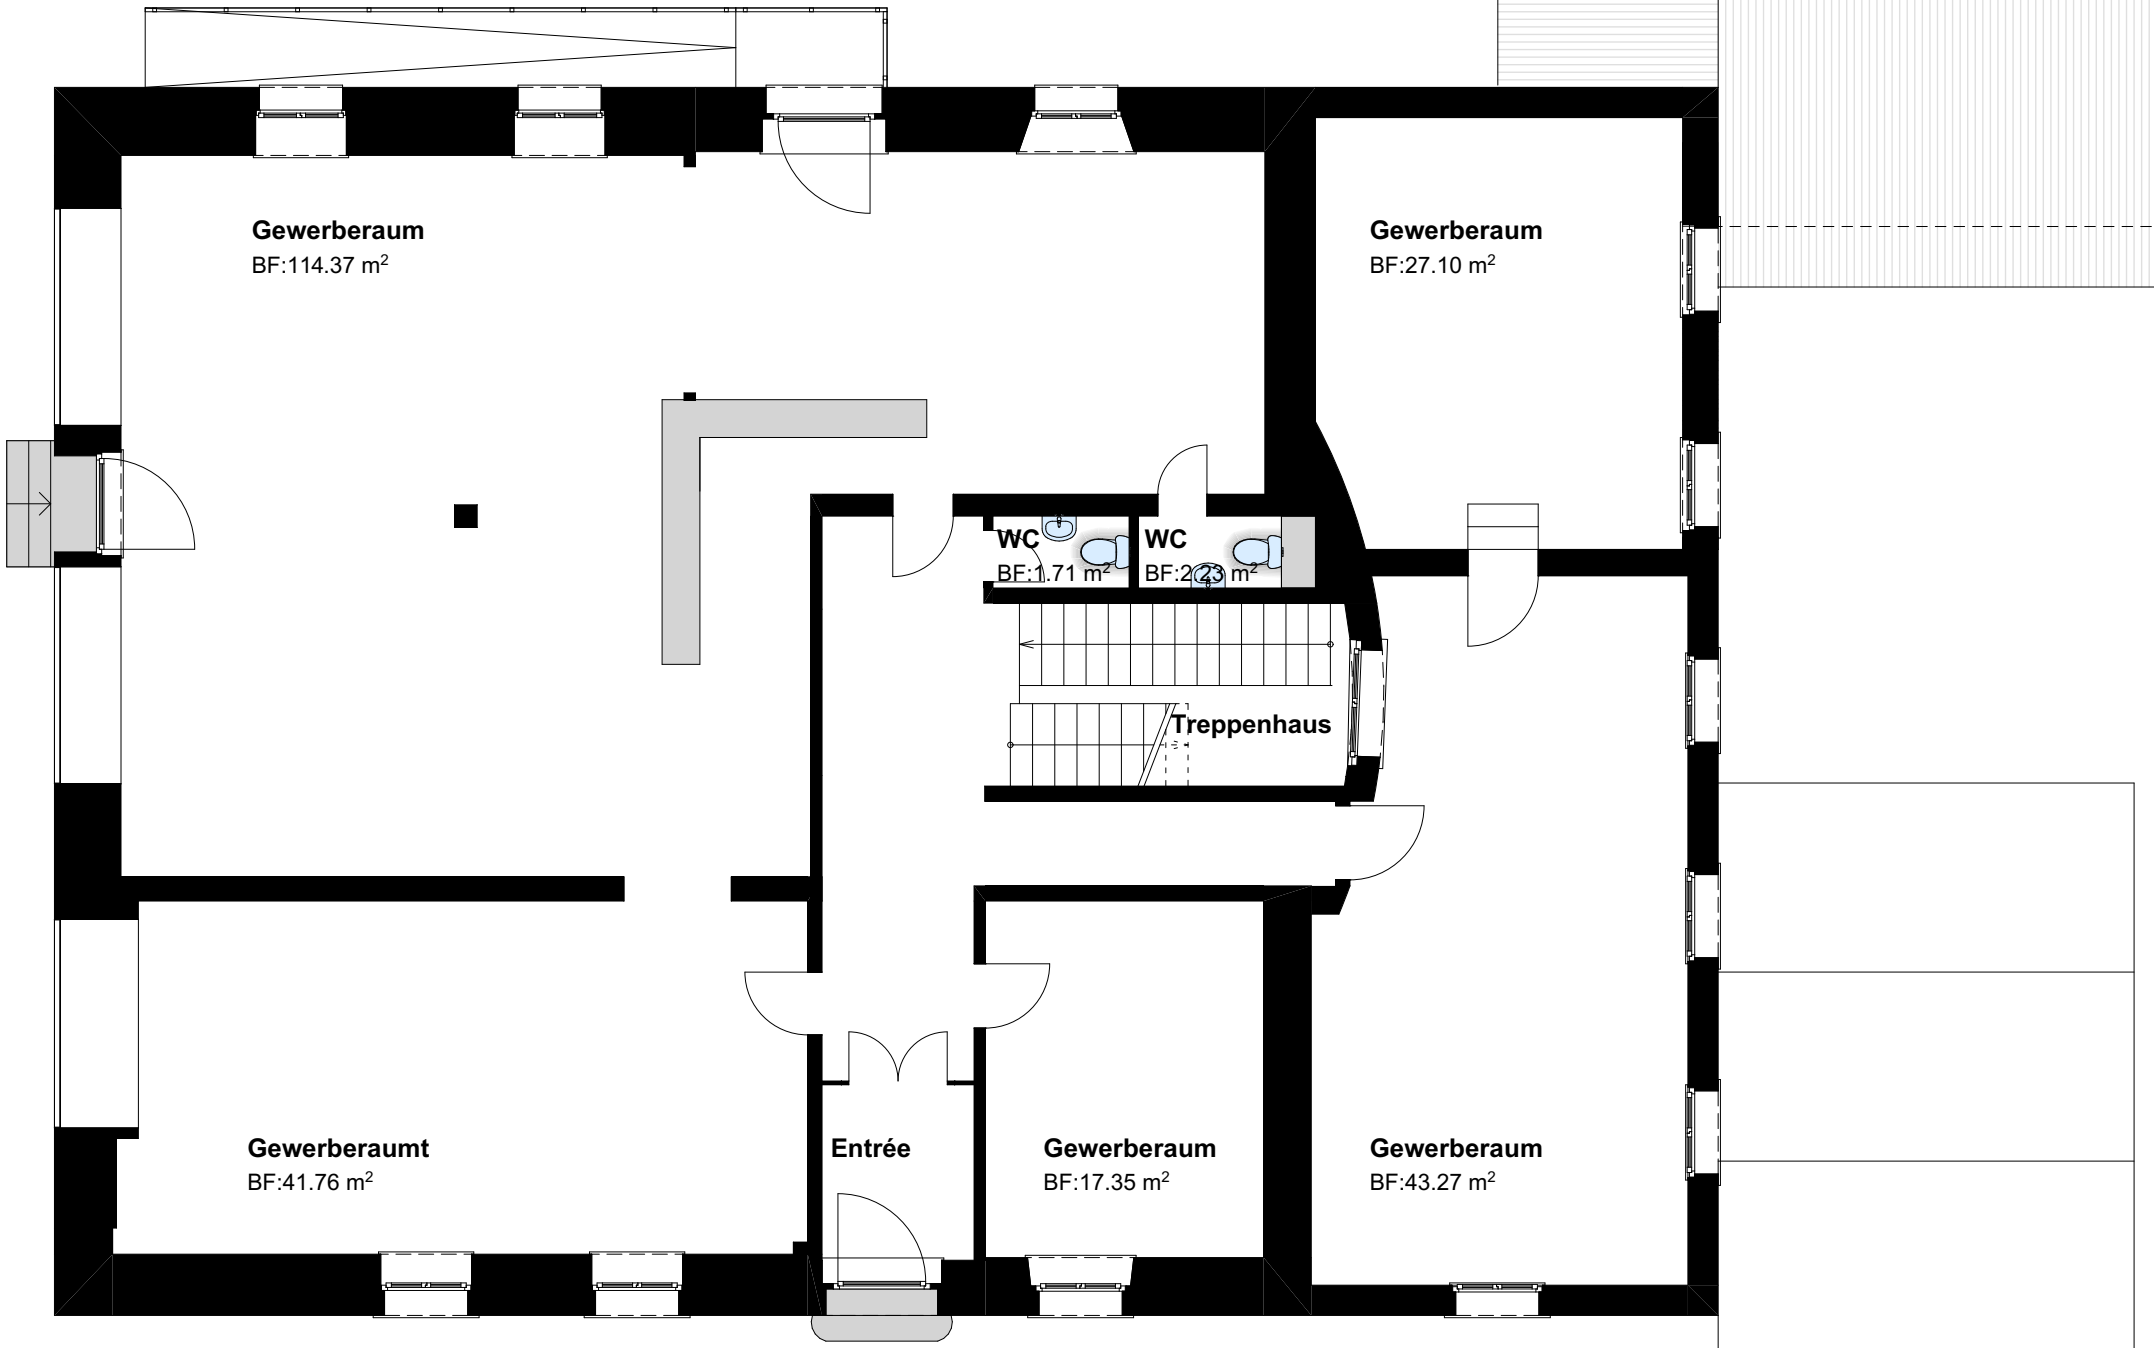 Gewerberaum
BF:114.37 m²
Gewerberaum
BF:27.10 m²
WC
BF:1.71 m²
WC
BF:2.23 m²
Treppenhaus
Gewerberaumt
BF:41.76 m²
Entrée
Gewerberaum
BF:17.35 m²
Gewerberaum
BF:43.27 m²